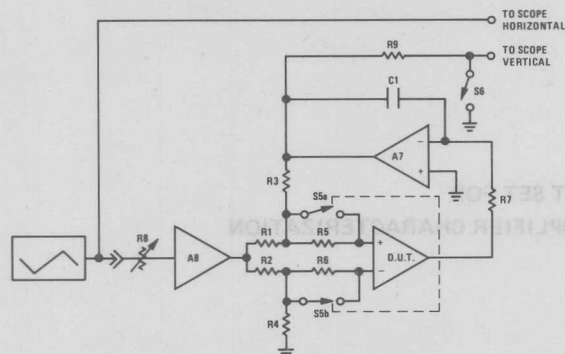 TO SCOPE
HORIZONTAL
R9
TO SCOPE
VERTICAL
C1
S6
A7
−
+
R3
R7
S5a
R8
A8
R1
R5
+
D.U.T.
R2
R6
−
S5b
R4